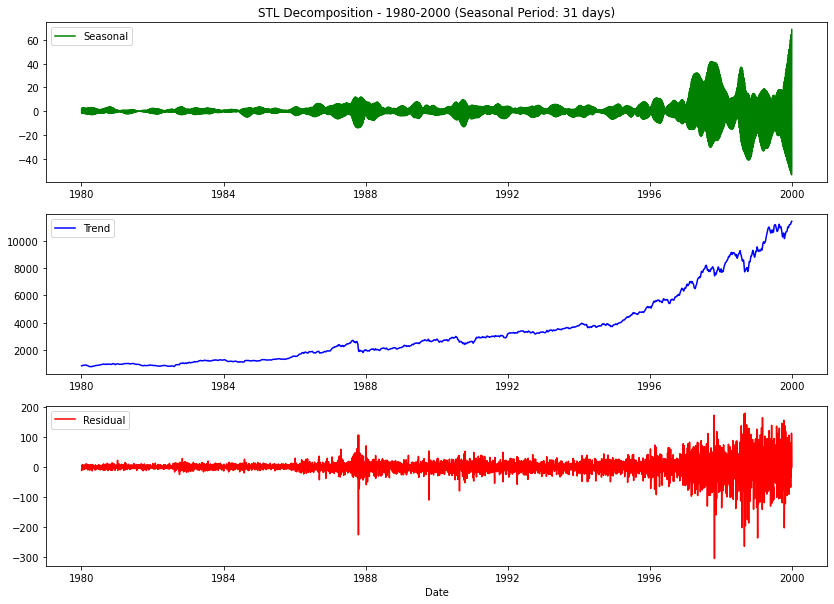 STL Decomposition - 1980-2000 (Seasonal Period: 31 days)
Seasonal
60
40
20
0
−20
−40
1980 1984 1988 1992 1996 2000
Trend
10000
8000
6000
4000
2000
1980 1984 1988 1992 1996 2000
Residual
200
100
0
−100
−200
−300
1980 1984 1988 1992 1996 2000
Date